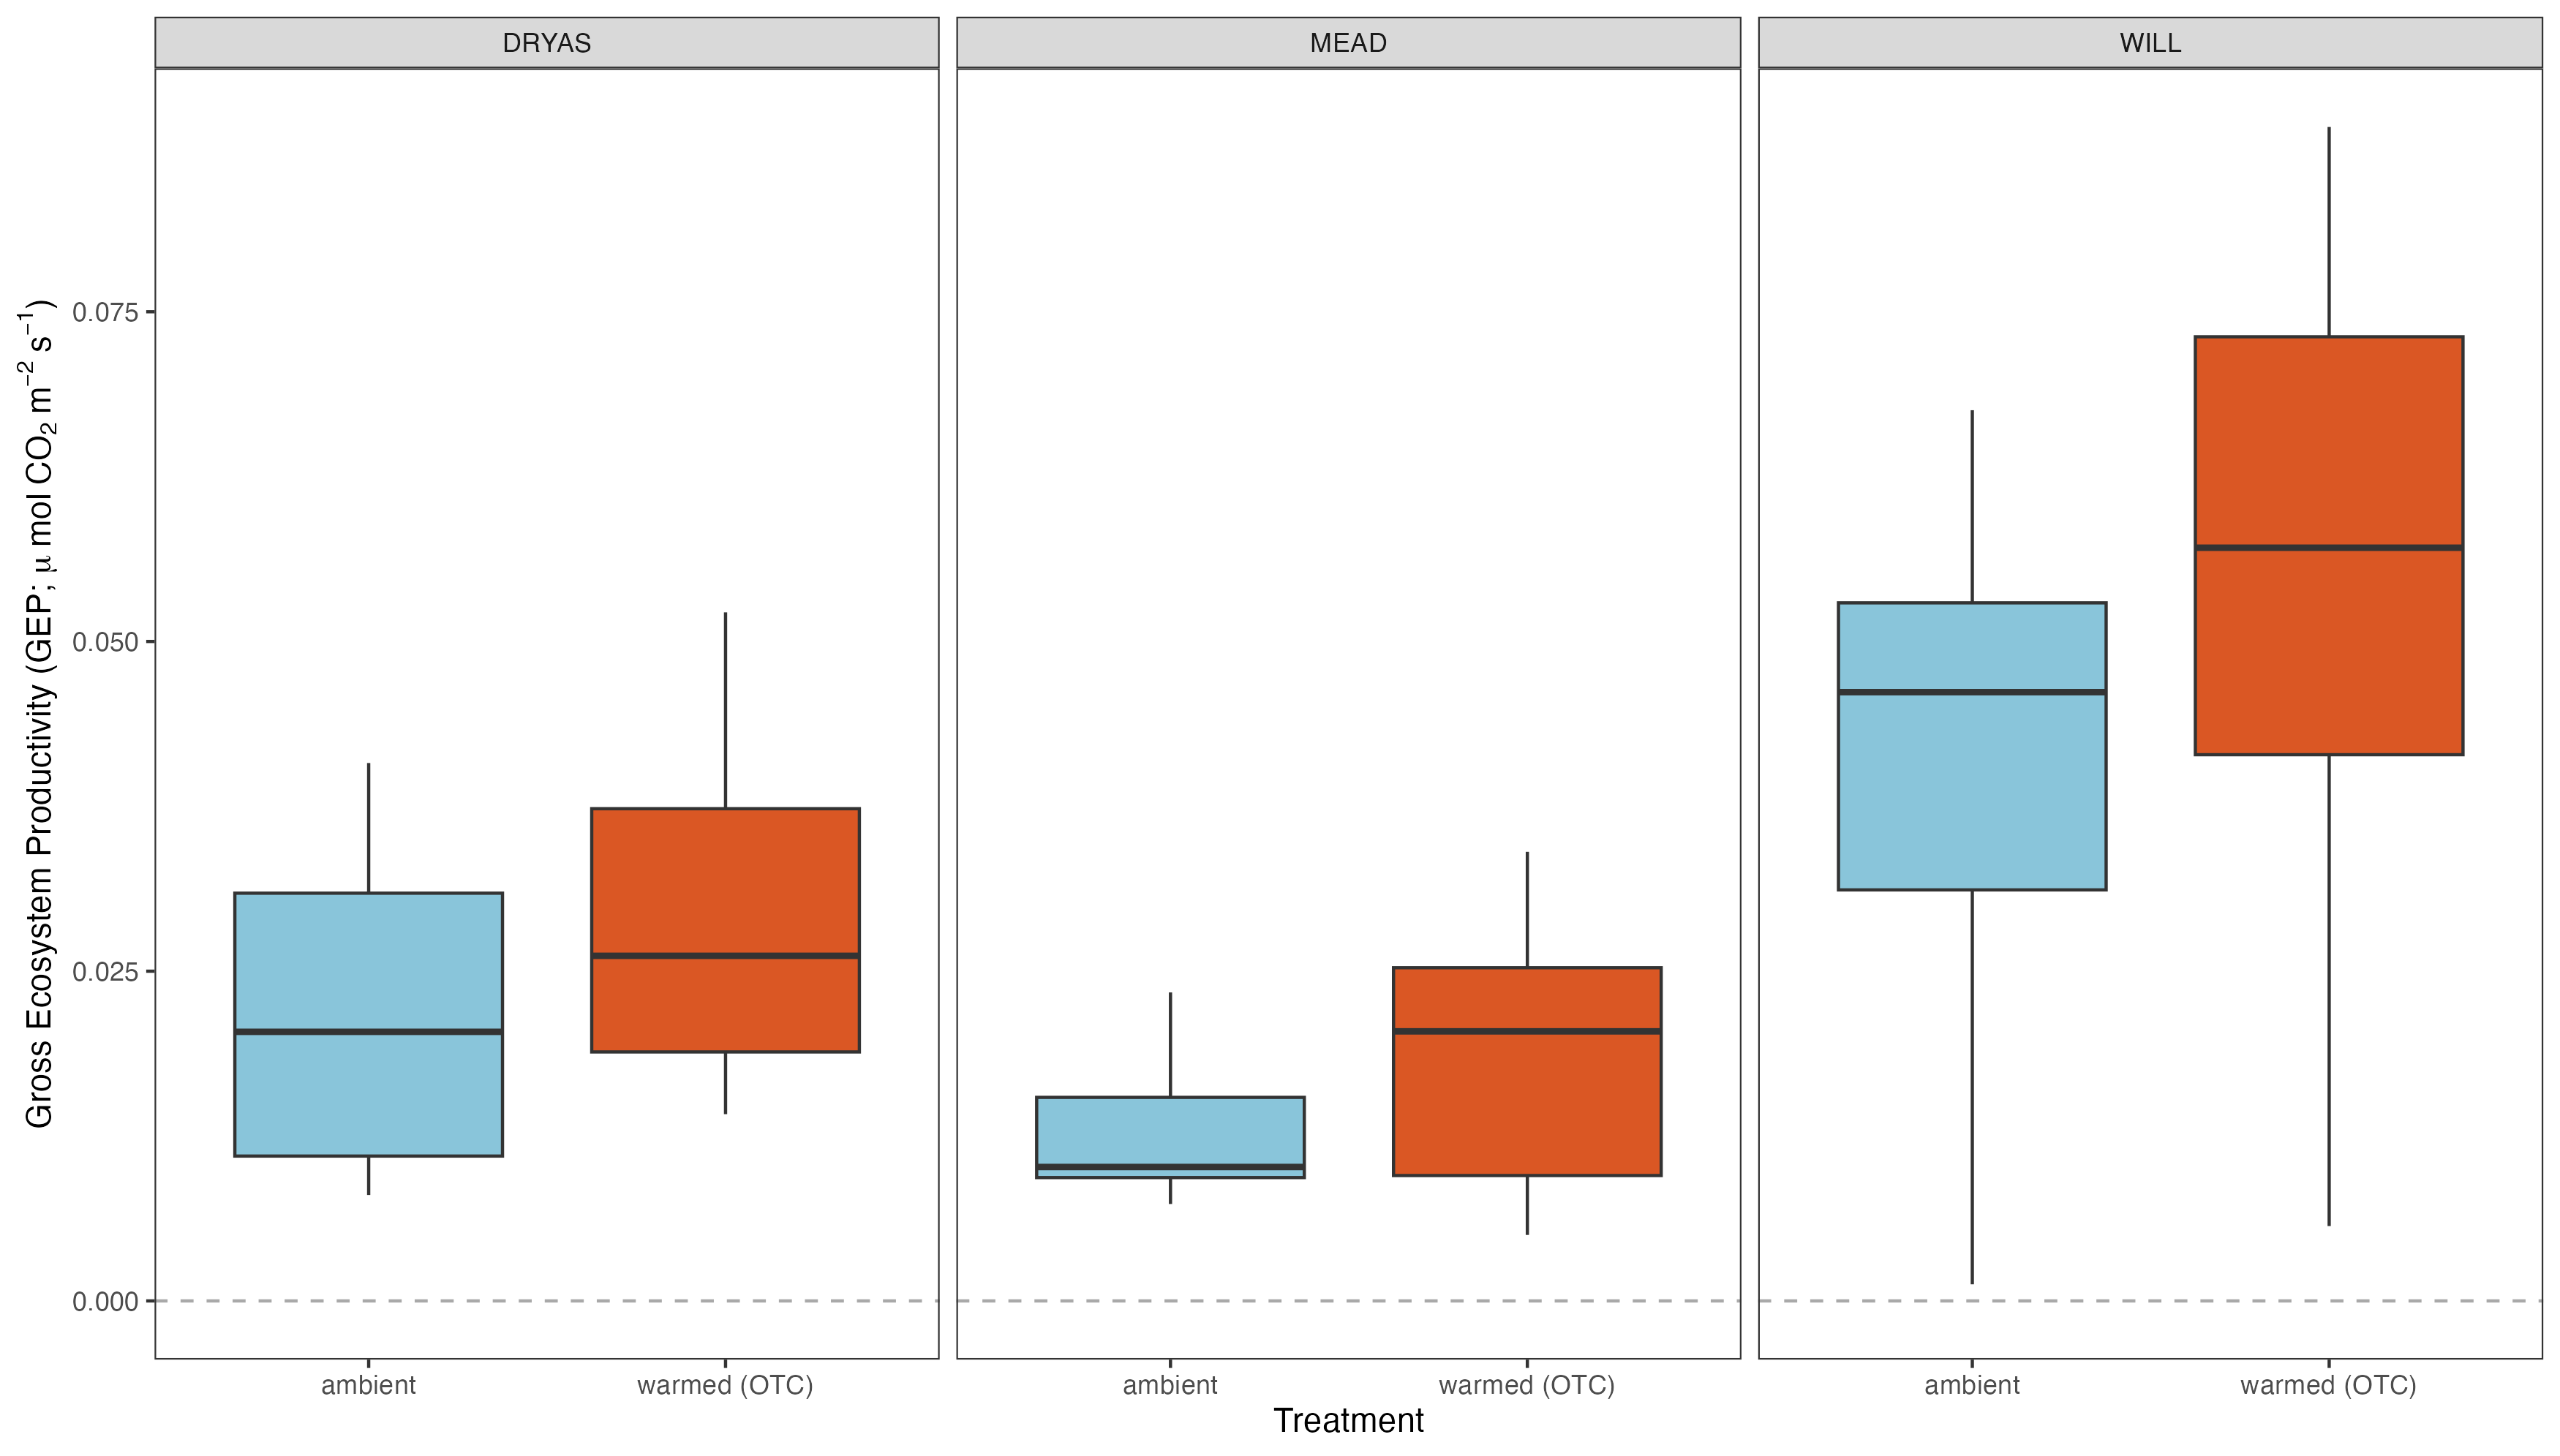 DRYAS
MEAD
WILL
Gross Ecosystem Productivity (GEP; μ mol CO₂ m⁻² s⁻¹)
0.075
0.050
0.025
0.000
ambient
warmed (OTC)
ambient
warmed (OTC)
ambient
warmed (OTC)
Treatment